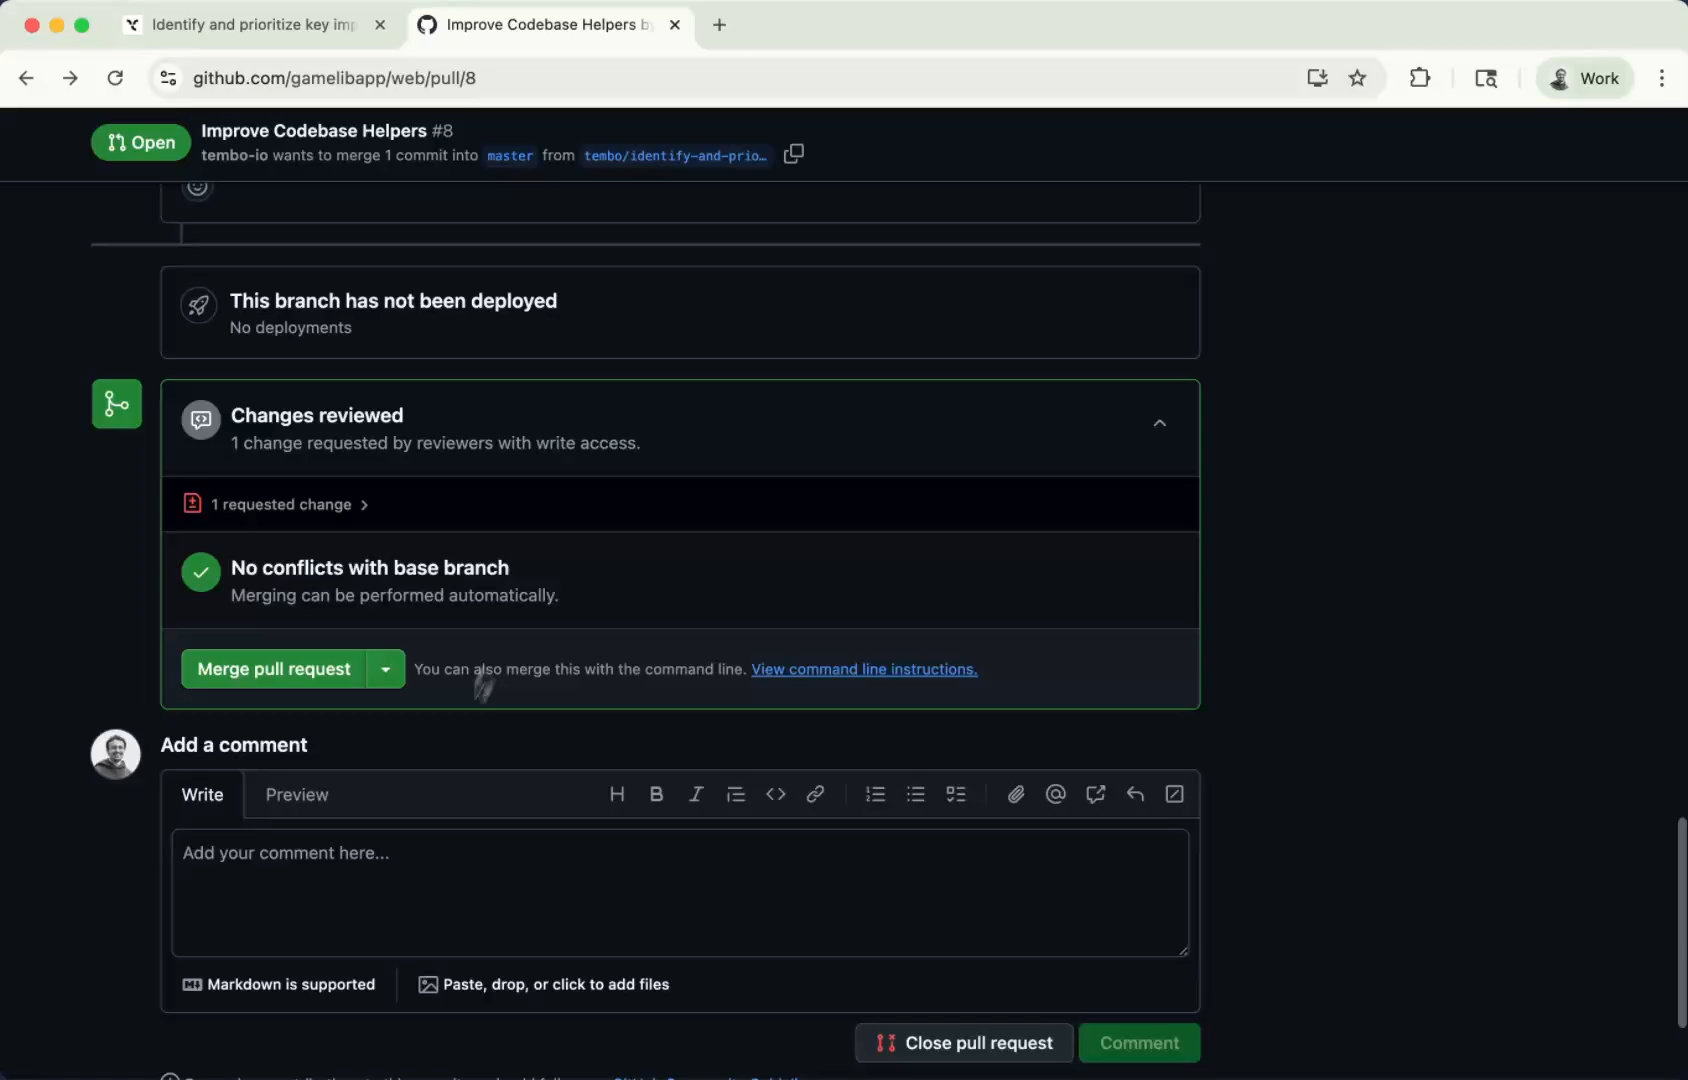 Identify and prioritize key imp
Improve Codebase Helpers by
github.com/gamelibapp/web/pull/8
Work
Open
Improve Codebase Helpers #8
tembo-io wants to merge 1 commit into master from tembo/identify-and-prio…
This branch has not been deployed
No deployments
Changes reviewed
1 change requested by reviewers with write access.
1 requested change
No conflicts with base branch
Merging can be performed automatically.
Merge pull request
You can also merge this with the command line. View command line instructions.
Add a comment
Write
Preview
Add your comment here...
Markdown is supported
Paste, drop, or click to add files
Close pull request
Comment